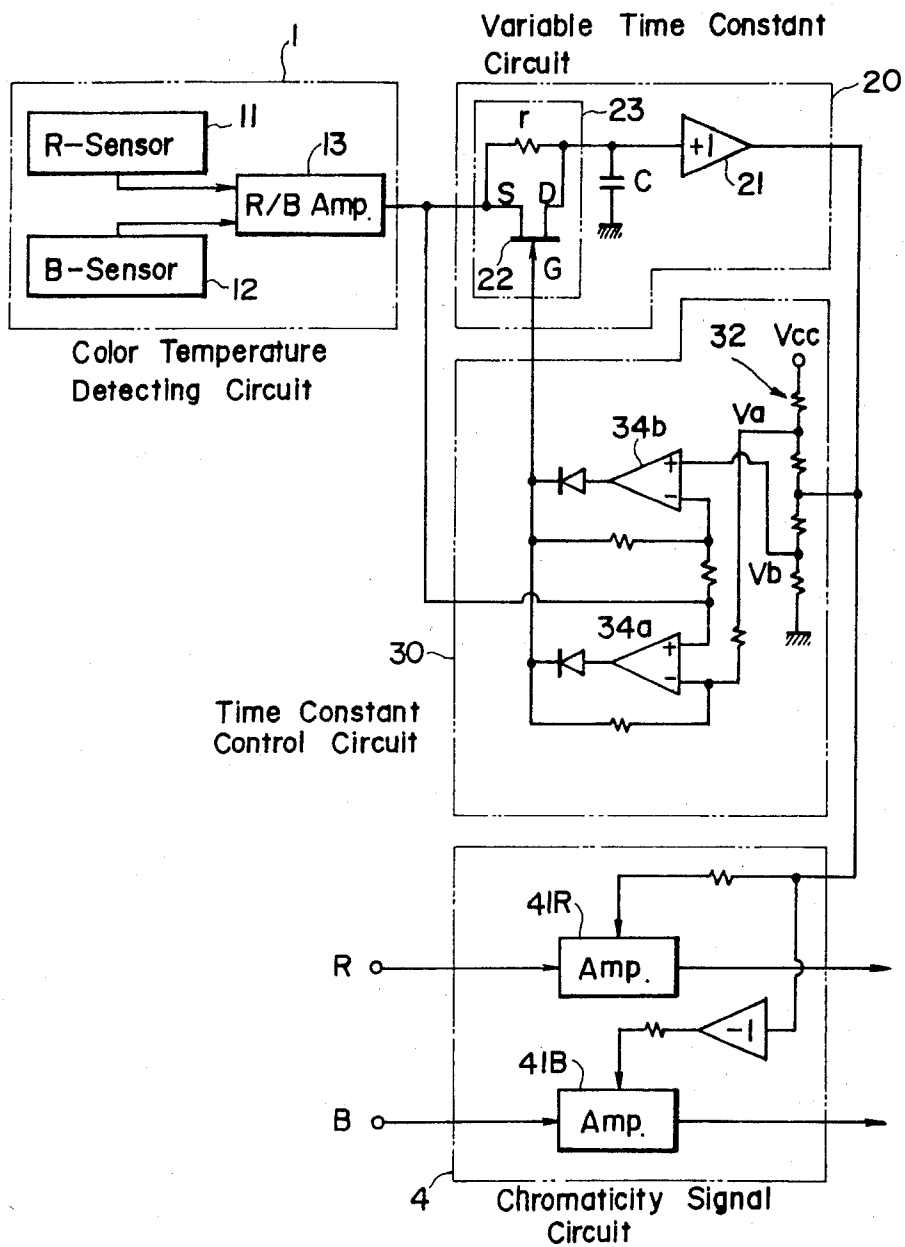 1
Variable Time Constant
Circuit
20
11
R-Sensor
13
R/B Amp.
B-Sensor
12
r
23
S
D
C
+1
21
22
G
Color Temperature
Detecting Circuit
32
Vcc
Va
34b
+
-
Vb
34a
+
-
30
Time Constant
Control Circuit
41R
R
Amp.
-1
41B
B
Amp.
4
Chromaticity Signal
Circuit